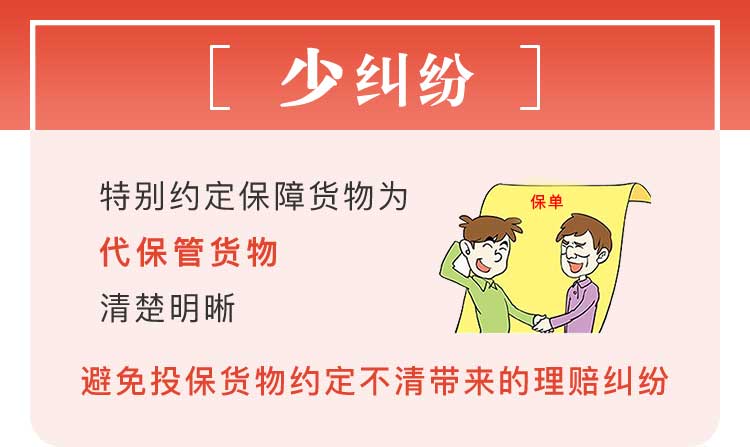 少纠纷
特别约定保障货物为
保单
代保管货物
清楚明晰
避免投保货物约定不清带来的理赔纠纷